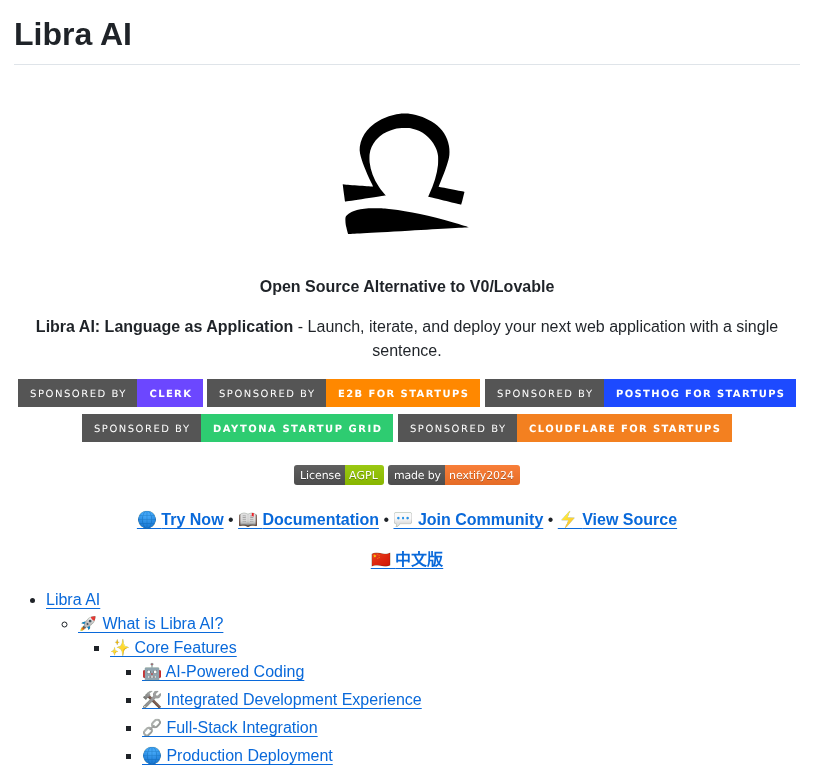 Libra AI
Open Source Alternative to V0/Lovable
Libra AI: Language as Application - Launch, iterate, and deploy your next web application with a single
sentence.
SPONSORED BY CLERK SPONSORED BY E2B FOR STARTUPS SPONSORED BY POSTHOG FOR STARTUPS
SPONSORED BY DAYTONA STARTUP GRID SPONSORED BY CLOUDFLARE FOR STARTUPS
License AGPL made by nextify2024
🌐 Try Now • 📖 Documentation • 💬 Join Community • ⚡ View Source
🇨🇳 中文版
• Libra AI
◦ 🚀 What is Libra AI?
▪ ✨ Core Features
▪ 🤖 AI-Powered Coding
▪ 🛠️ Integrated Development Experience
▪ 🔗 Full-Stack Integration
▪ 🌐 Production Deployment